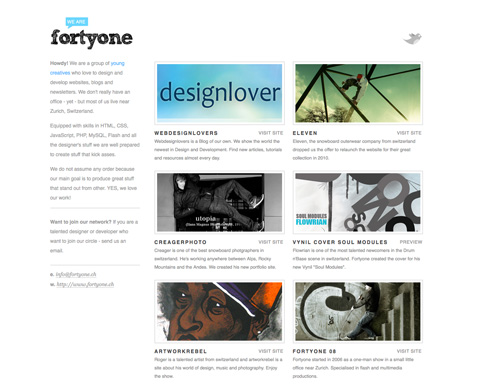 WE ARE
fortyone
Howdy! We are a group of young
creatives who love to design and
develop websites, blogs and
newsletters. We don't really have an
office - yet - but most of us live near
Zurich, Switzerland.
Equipped with skills in HTML, CSS,
JavaScript, PHP, MySQL, Flash and all
the designer's stuff we are well prepared
to create stuff that kick asses.
We do not assume any order because
our main goal is to produce great stuff
that stand out from other. YES, we love
our work!
Want to join our network? If you are a
talented designer or developer who
want to join our circle - send us an
email.
e. info@fortyone.ch
w. http://www.fortyone.ch
designlover
WEBDESIGNLOVERS VISIT SITE
Webdesignlovers is a Blog of our own. We show the world
the newest in Design and Development. Find new articles, tutorials
and resources almost every day.
ELEVEN VISIT SITE
Eleven, the snowboard outerwear company from switzerland
dropped us the offer to relaunch the website for their great
collection in 2010.
utopia
CREAGERPHOTO VISIT SITE
Creager is one of the best snowboard photographers in
switzerland. He's working anywhere between Alps, Rocky
Mountains and the Andes. We created his new portfolio site.
SOUL MODULES
FLOWRIAN
VYNIL COVER SOUL MODULES PREVIEW
Flowrian is one of the most talented newcomers in the Drum
n'Basse scene in switzerland. Fortyone created the cover for
his new Vynil "Soul Modules".
ARTWORKREBEL VISIT SITE
Roger is a talented artist from switzerland and artworkrebel is a
site about his world of design, music and photography. Enjoy
the show.
FORTYONE 08 VISIT SITE
Fortyone started in 2008 as a one-man show in a small little
office near Zurich. Specialised in flash and multimedia
productions.